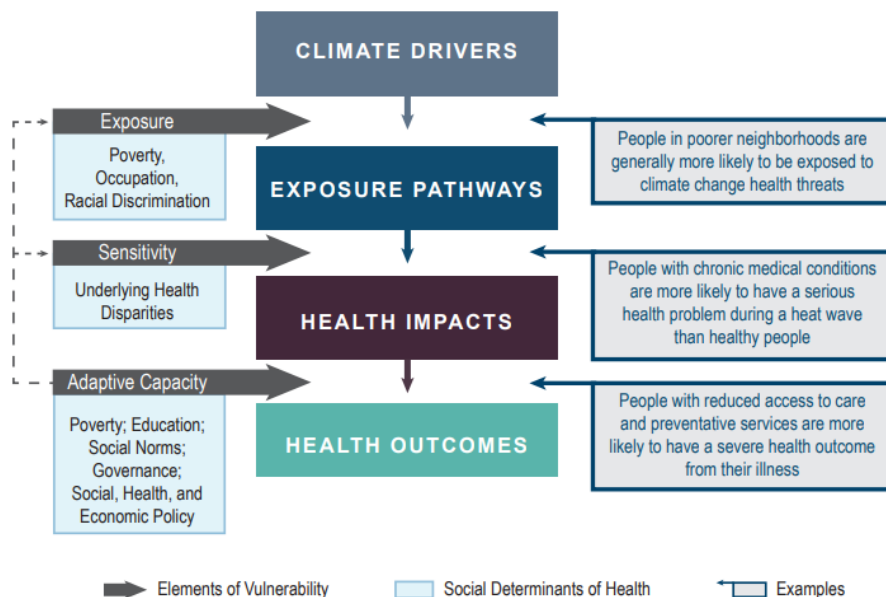 CLIMATE DRIVERS
Exposure
Poverty,
Occupation,
Racial Discrimination
People in poorer neighborhoods are
generally more likely to be exposed to
climate change health threats
EXPOSURE PATHWAYS
Sensitivity
Underlying Health
Disparities
People with chronic medical conditions
are more likely to have a serious
health problem during a heat wave
than healthy people
HEALTH IMPACTS
Adaptive Capacity
Poverty; Education;
Social Norms;
Governance;
Social, Health, and
Economic Policy
People with reduced access to care
and preventative services are more
likely to have a severe health outcome
from their illness
HEALTH OUTCOMES
Elements of Vulnerability
Social Determinants of Health
Examples